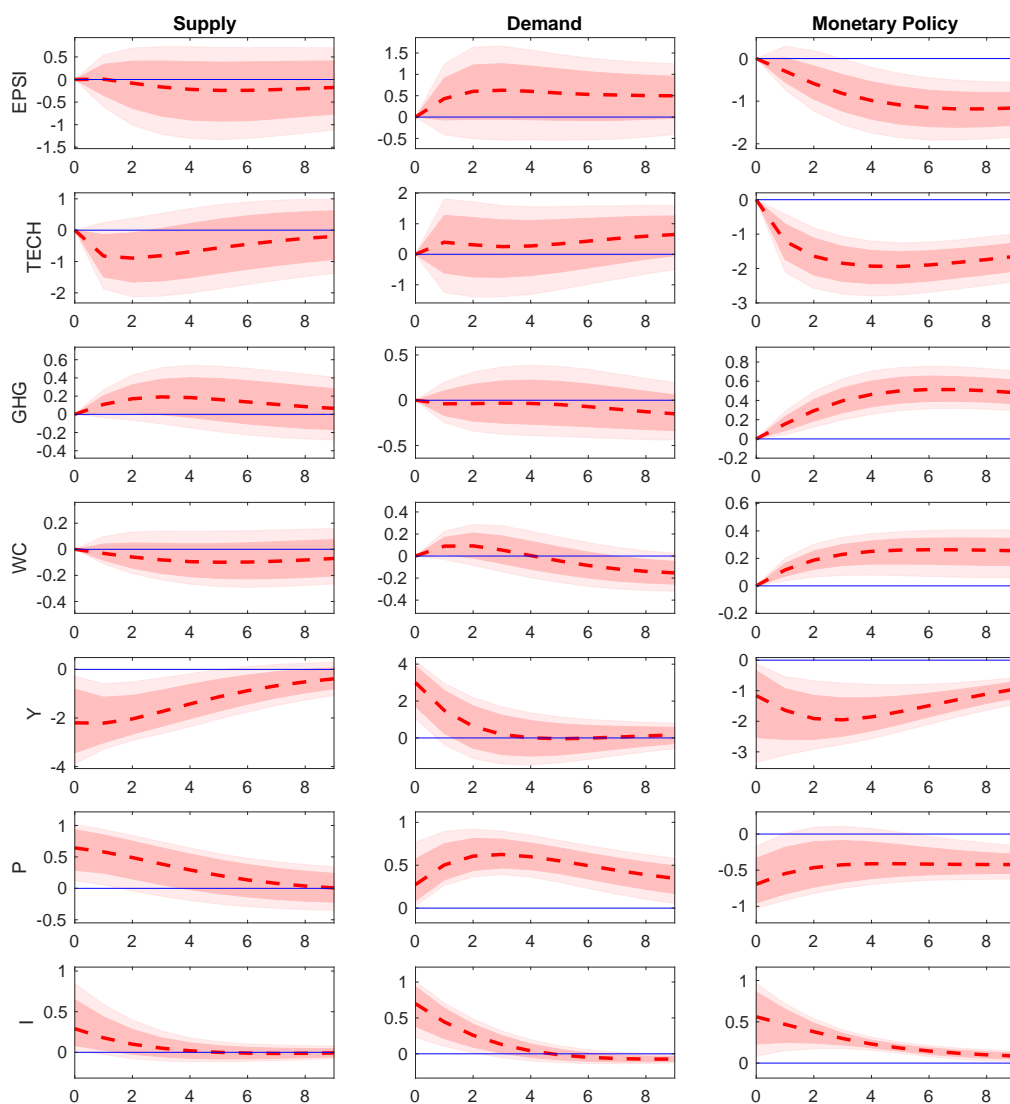 Supply Demand Monetary Policy
EPSI
0.5 0 -0.5 -1 -1.5
1.5 1 0.5 0 -0.5
0 -1 -2
0 2 4 6 8 0 2 4 6 8 0 2 4 6 8
TECH
1 0 -1 -2
2 1 0 -1
0 -1 -2 -3
0 2 4 6 8 0 2 4 6 8 0 2 4 6 8
GHG
0.6 0.4 0.2 0 -0.2 -0.4
0.5 0 -0.5
0.8 0.6 0.4 0.2 0 -0.2
0 2 4 6 8 0 2 4 6 8 0 2 4 6 8
WC
0.2 0 -0.2 -0.4
0.4 0.2 0 -0.2 -0.4
0.6 0.4 0.2 0 -0.2
0 2 4 6 8 0 2 4 6 8 0 2 4 6 8
Y
0 -2 -4
4 2 0
0 -1 -2 -3
0 2 4 6 8 0 2 4 6 8 0 2 4 6 8
P
1 0.5 0 -0.5
1 0.5 0
0 -0.5 -1
0 2 4 6 8 0 2 4 6 8 0 2 4 6 8
I
1 0.5 0
1 0.5 0
1 0.5 0
0 2 4 6 8 0 2 4 6 8 0 2 4 6 8